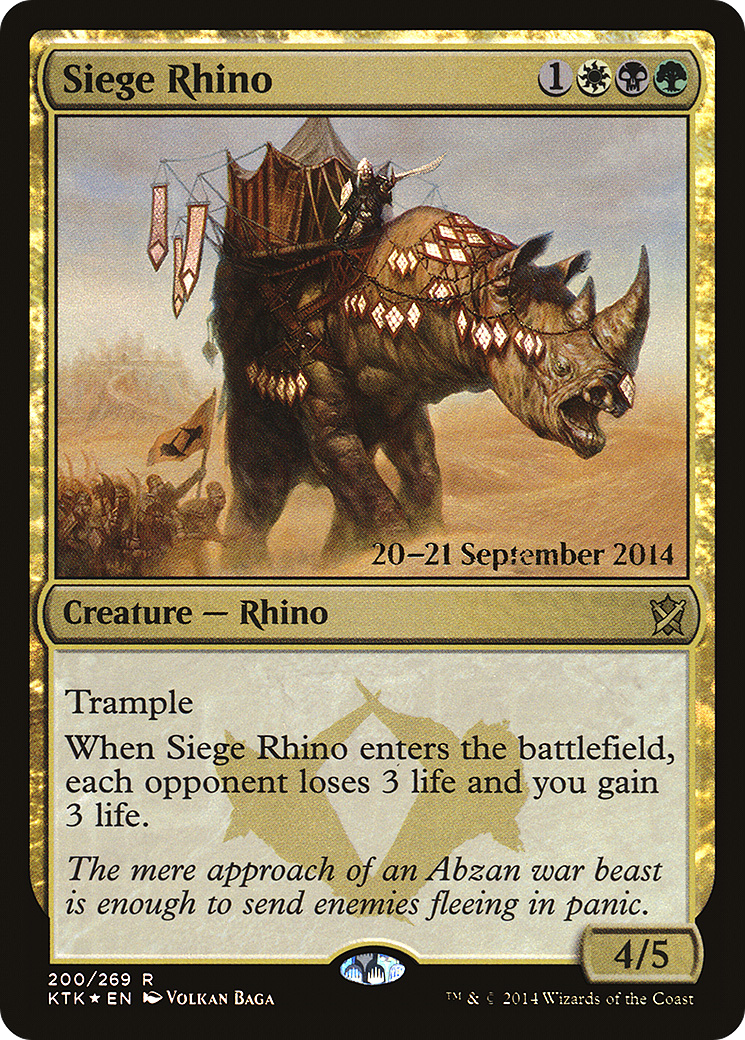 Siege Rhino 1
20–21 September 2014
Creature — Rhino
Trample
When Siege Rhino enters the battlefield,
each opponent loses 3 life and you gain
3 life.
The mere approach of an Abzan war beast
is enough to send enemies fleeing in panic.
4/5
200/269 R
KTK★EN Volkan Baga
™ & © 2014 Wizards of the Coast